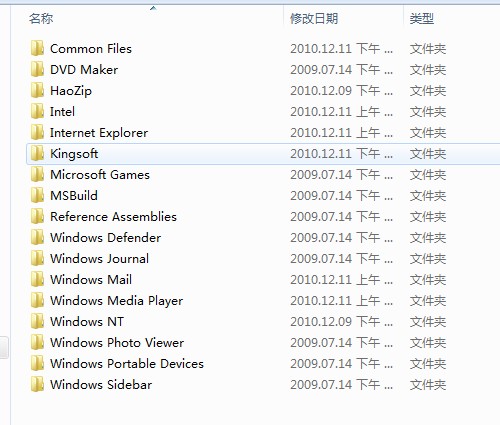 名称 修改日期 类型
Common Files 2010.12.11 下午 ... 文件夹
DVD Maker 2009.07.14 下午 ... 文件夹
HaoZip 2010.12.09 下午 ... 文件夹
Intel 2010.12.11 上午 ... 文件夹
Internet Explorer 2010.12.11 上午 ... 文件夹
Kingsoft 2010.12.11 下午 ... 文件夹
Microsoft Games 2009.07.14 下午 ... 文件夹
MSBuild 2009.07.14 下午 ... 文件夹
Reference Assemblies 2009.07.14 下午 ... 文件夹
Windows Defender 2009.07.14 下午 ... 文件夹
Windows Journal 2009.07.14 下午 ... 文件夹
Windows Mail 2010.12.11 上午 ... 文件夹
Windows Media Player 2010.12.11 上午 ... 文件夹
Windows NT 2010.12.09 下午 ... 文件夹
Windows Photo Viewer 2009.07.14 下午 ... 文件夹
Windows Portable Devices 2009.07.14 下午 ... 文件夹
Windows Sidebar 2009.07.14 下午 ... 文件夹